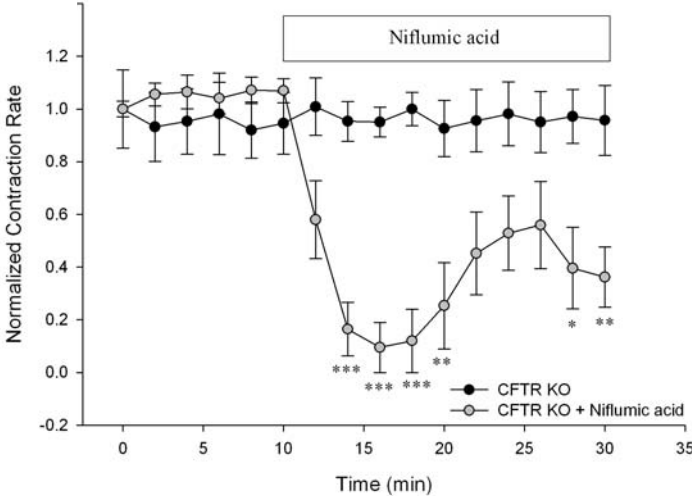 Niflumic acid
1.2
1.0
0.8
0.6
0.4
0.2
0.0
-0.2
Normalized Contraction Rate
***
***
***
**
*
**
CFTR KO
CFTR KO + Niflumic acid
0 5 10 15 20 25 30 35
Time (min)